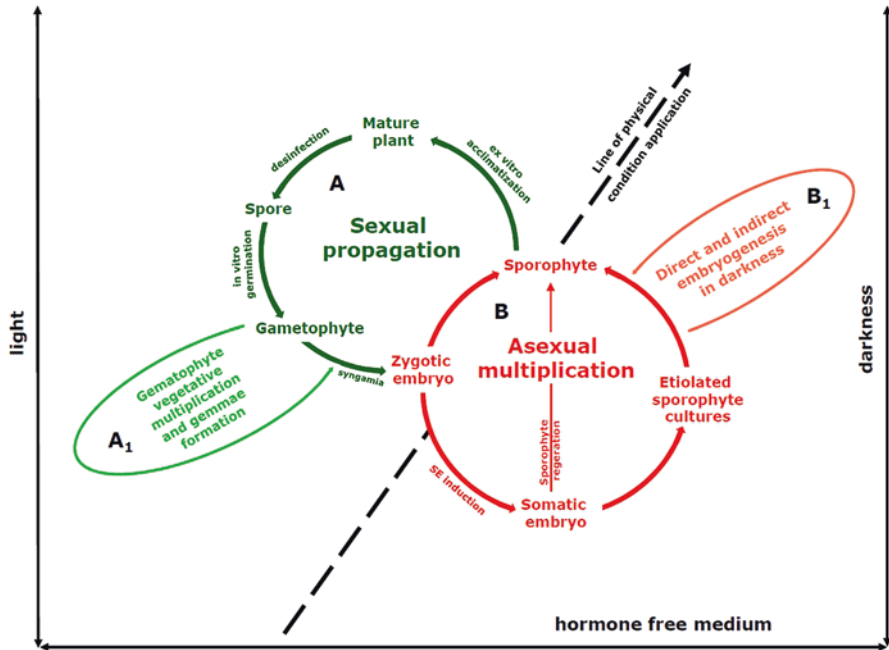 Mature
plant
desinfection
ex vitro
acclimatization
A
Spore
Sexual
propagation
in vitro
germination
Gametophyte
syngamia
Line of physical
condition application
B₁
Direct and indirect
embryogenesis
in darkness
Sporophyte
B
Asexual
multiplication
Zygotic
embryo
Etiolated
sporophyte
cultures
Sporophyte
regeration
SE induction
Somatic
embryo
Gematophyte
vegetative
multiplication
and gemmae
formation
A₁
light
darkness
hormone free medium